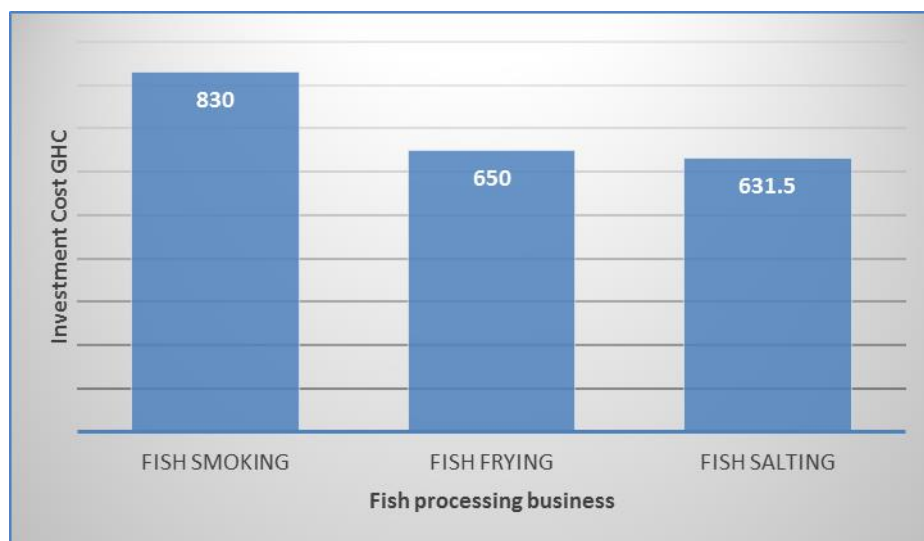 Investment Cost GHC
830
650
631.5
FISH SMOKING
FISH FRYING
FISH SALTING
Fish processing business